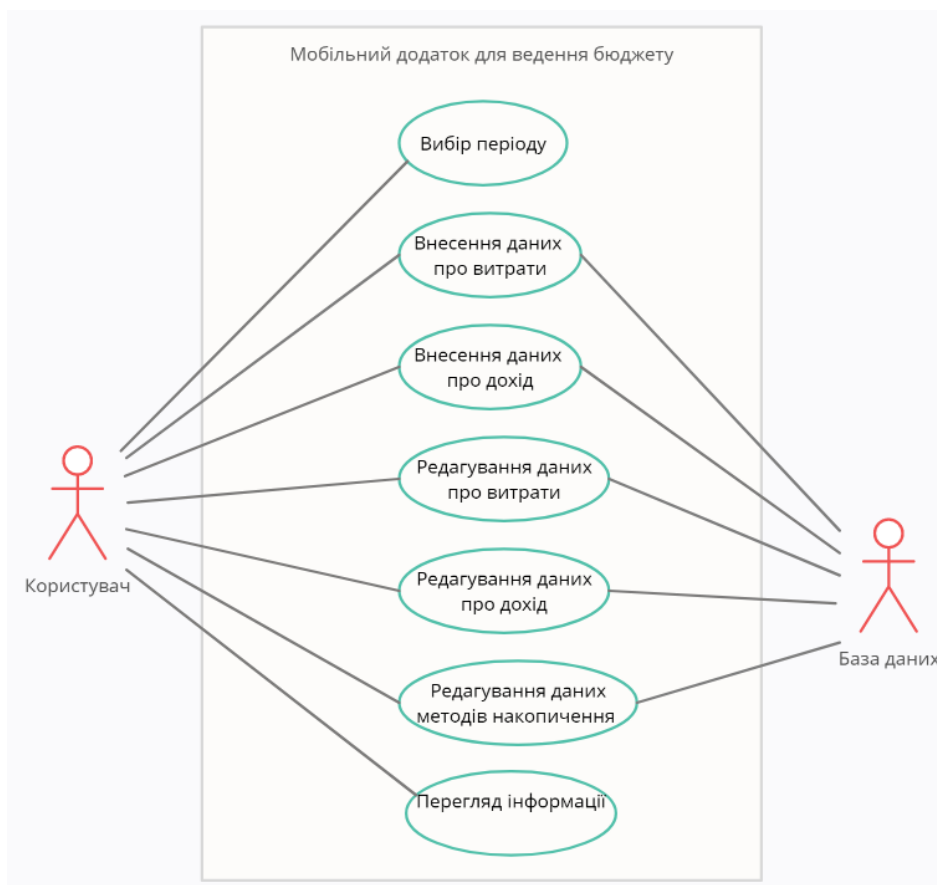 Мобільний додаток для ведення бюджету
Вибір періоду
Внесення даних
про витрати
Внесення даних
про дохід
Редагування даних
про витрати
Редагування даних
про дохід
Редагування даних
методів накопичення
Перегляд інформації
Користувач
База даних